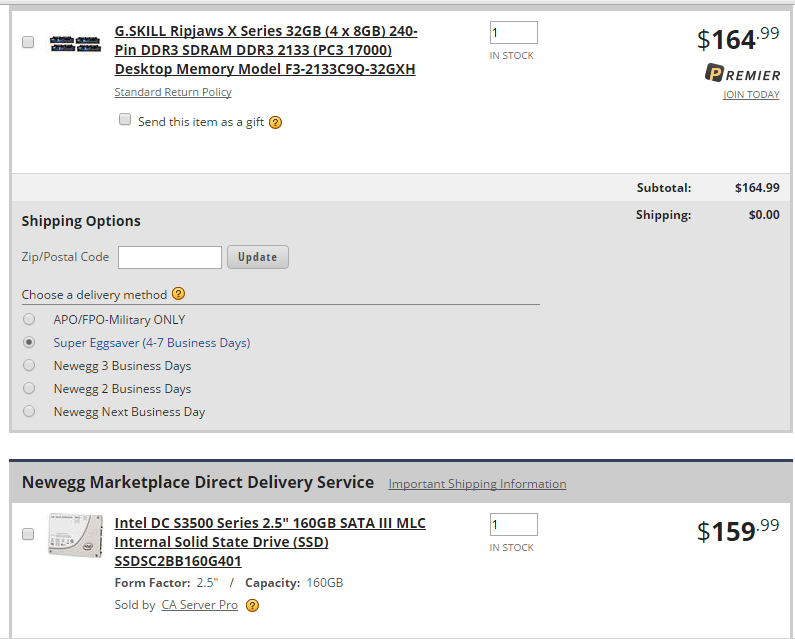 G.SKILL Ripjaws X Series 32GB (4 x 8GB) 240-
Pin DDR3 SDRAM DDR3 2133 (PC3 17000)
Desktop Memory Model F3-2133C9Q-32GXH
Standard Return Policy
Send this item as a gift ?
1
IN STOCK
$164.99
PREMIER
JOIN TODAY
Subtotal: $164.99
Shipping Options
Shipping: $0.00
Zip/Postal Code Update
Choose a delivery method ?
APO/FPO-Military ONLY
Super Eggsaver (4-7 Business Days)
Newegg 3 Business Days
Newegg 2 Business Days
Newegg Next Business Day
Newegg Marketplace Direct Delivery Service Important Shipping Information
Intel DC S3500 Series 2.5" 160GB SATA III MLC
Internal Solid State Drive (SSD)
SSDSC2BB160G401
Form Factor: 2.5" / Capacity: 160GB
Sold by CA Server Pro ?
1
IN STOCK
$159.99